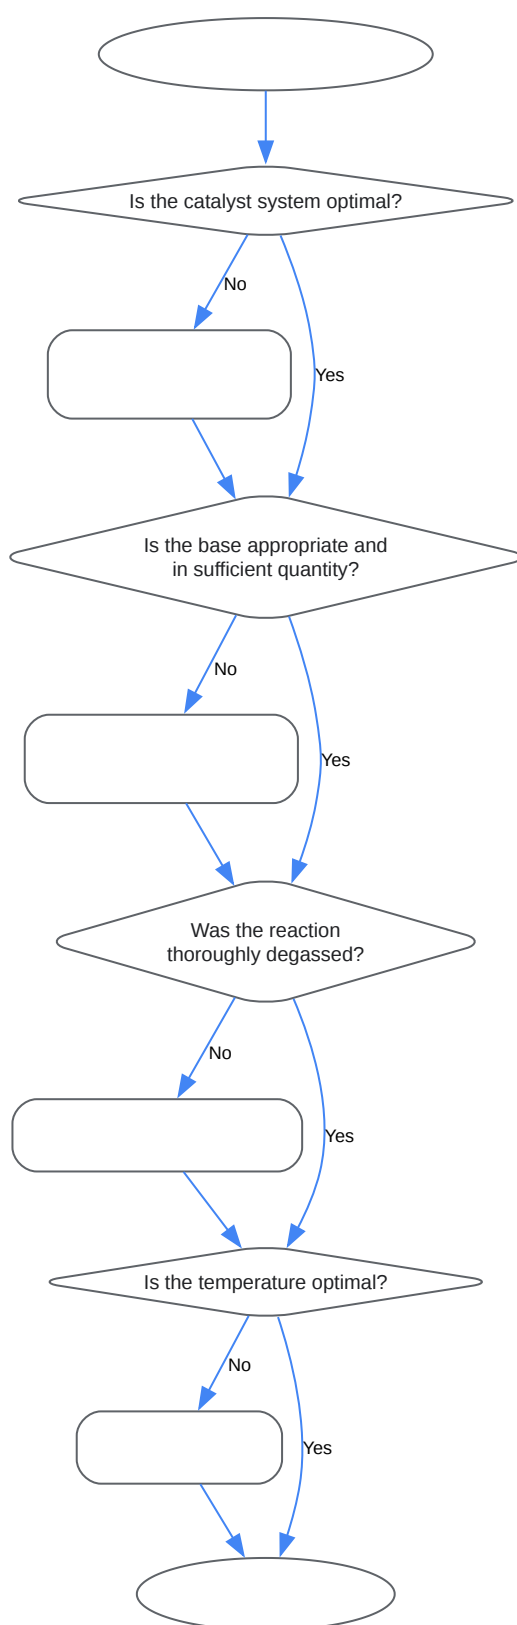 Is the catalyst system optimal?
No
Yes
Is the base appropriate and
in sufficient quantity?
No
Yes
Was the reaction
thoroughly degassed?
No
Yes
Is the temperature optimal?
No
Yes